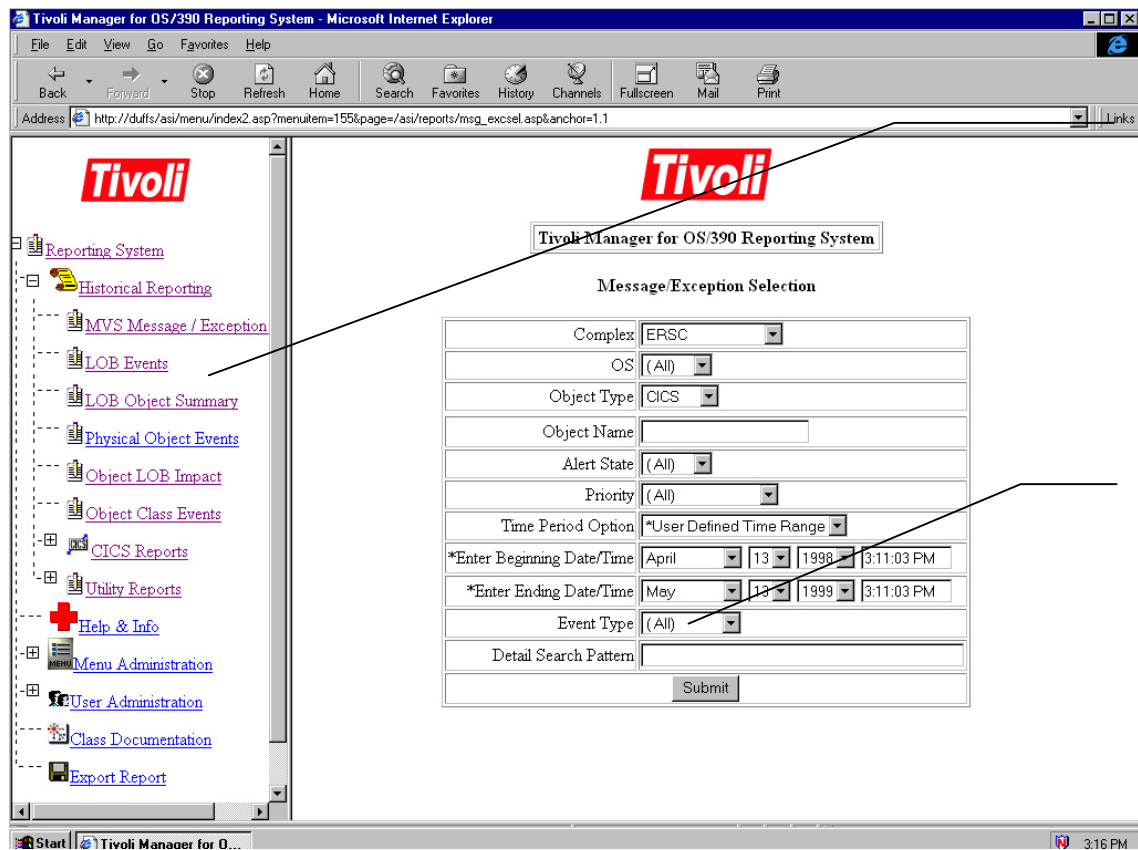 Tivoli Manager for OS/390 Reporting System - Microsoft Internet Explorer
File Edit View Go Favorites Help
Back Forward Stop Refresh Home Search Favorites History Channels Fullscreen Mail Print
Address http://duffs/asi/menu/index2.asp?menuitem=155&page=/asi/reports/msg_excsel.asp&anchor=1.1 Links
Tivoli
Reporting System
Historical Reporting
MVS Message / Exception
LOB Events
LOB Object Summary
Physical Object Events
Object LOB Impact
Object Class Events
CICS CICS Reports
Utility Reports
Help & Info
MENU Menu Administration
User Administration
Class Documentation
Export Report
Tivoli
Tivoli Manager for OS/390 Reporting System
Message/Exception Selection
Complex ERSC
OS (All)
Object Type CICS
Object Name
Alert State (All)
Priority (All)
Time Period Option *User Defined Time Range
*Enter Beginning Date/Time April 13 1998 3:11:03 PM
*Enter Ending Date/Time May 13 1999 3:11:03 PM
Event Type (All)
Detail Search Pattern
Submit
Start Tivoli Manager for O... N 3:16 PM